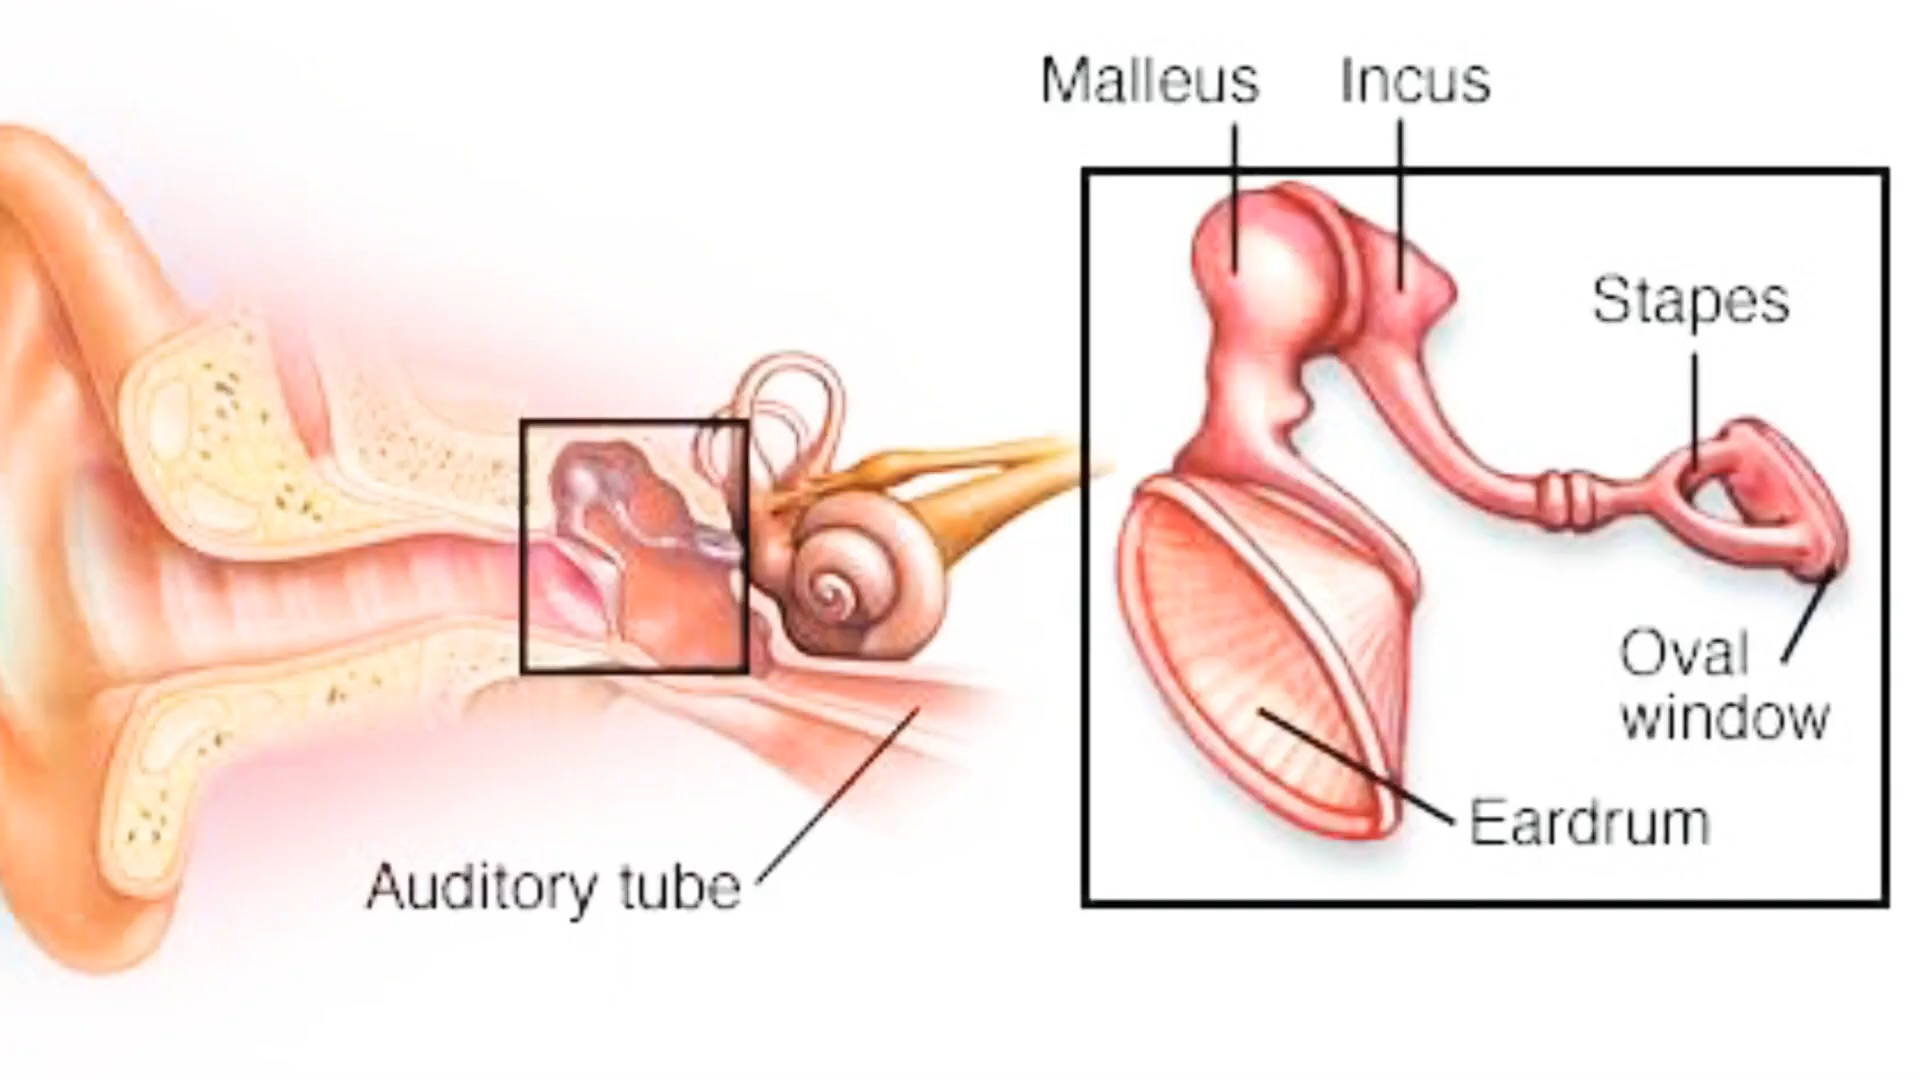 Malleus
Incus
Stapes
Oval
window
Eardrum
Auditory tube